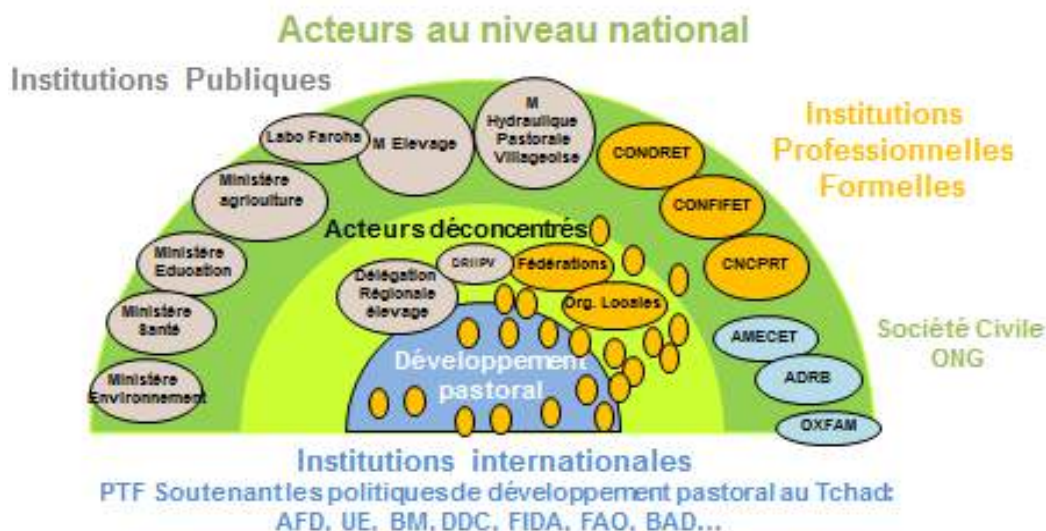 Acteurs au niveau national
Institutions Publiques
Institutions
Professionnelles
Formelles
M
Hydraulique
Pastorale
Villageoise
M Elevage
Labo Faroha
Ministère
agriculture
Ministère
Education
Ministère
Santé
Ministère
Environnement
CONDRET
CONFIFET
CNCPRT
Acteurs déconcentrés
DRHPV
Fédérations
Délégation
Régionale
élevage
Org. Locales
Développement
pastoral
AMECET
ADRB
OXFAM
Société Civile
ONG
Institutions internationales
PTF Soutenant les politiques de développement pastoral au Tchad:
AFD, UE, BM, DDC, FIDA, FAO, BAD...